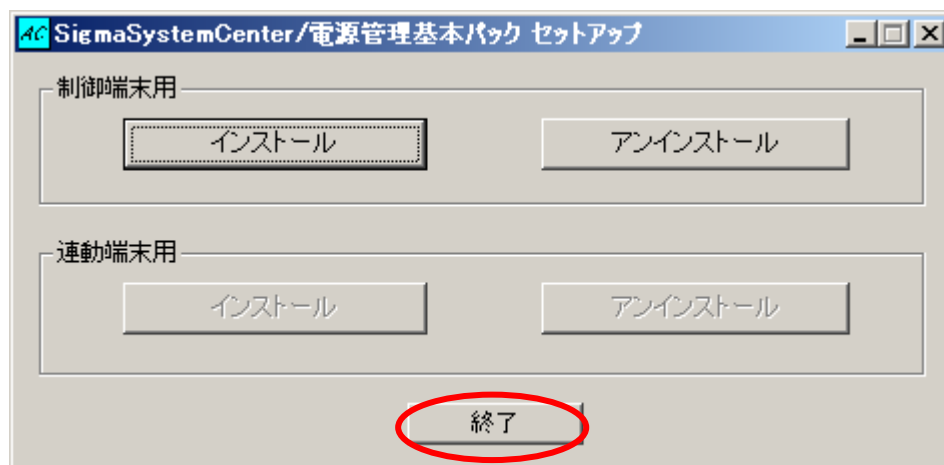 AC SigmaSystemCenter/電源管理基本パック セットアップ
制御端末用
インストール アンインストール
連動端末用
インストール アンインストール
終了